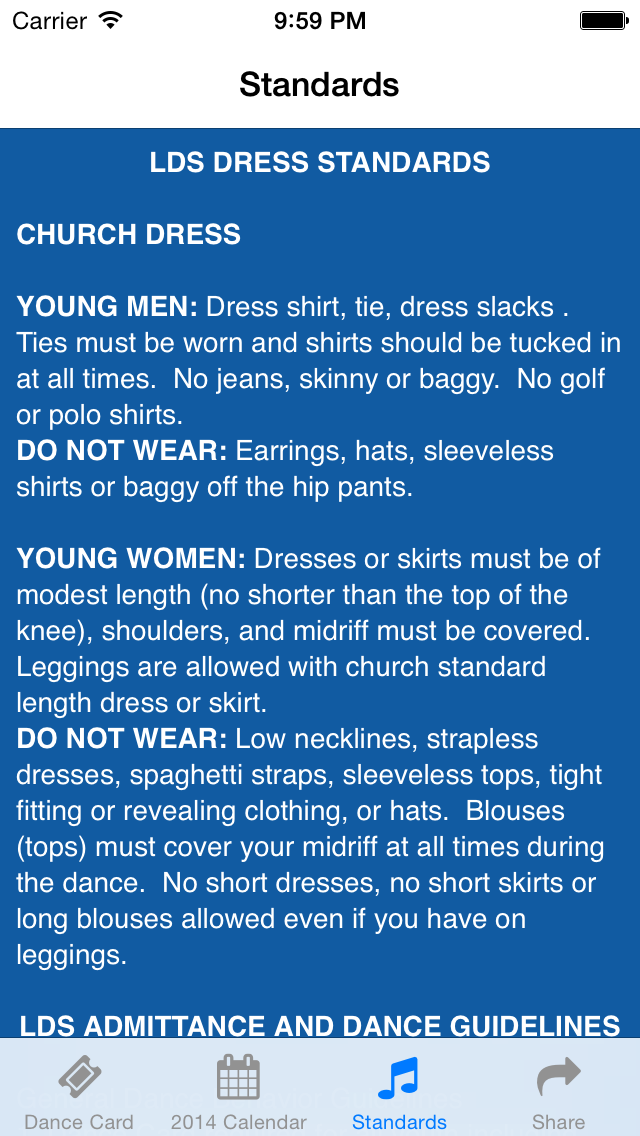 Carrier 9:59 PM
Standards
LDS DRESS STANDARDS
CHURCH DRESS
YOUNG MEN: Dress shirt, tie, dress slacks .
Ties must be worn and shirts should be tucked in
at all times.  No jeans, skinny or baggy.  No golf
or polo shirts.
DO NOT WEAR: Earrings, hats, sleeveless
shirts or baggy off the hip pants.
YOUNG WOMEN: Dresses or skirts must be of
modest length (no shorter than the top of the
knee), shoulders, and midriff must be covered.
Leggings are allowed with church standard
length dress or skirt.
DO NOT WEAR: Low necklines, strapless
dresses, spaghetti straps, sleeveless tops, tight
fitting or revealing clothing, or hats.  Blouses
(tops) must cover your midriff at all times during
the dance.  No short dresses, no short skirts or
long blouses allowed even if you have on
leggings.
LDS ADMITTANCE AND DANCE GUIDELINES
Dance Card 2014 Calendar Standards Share